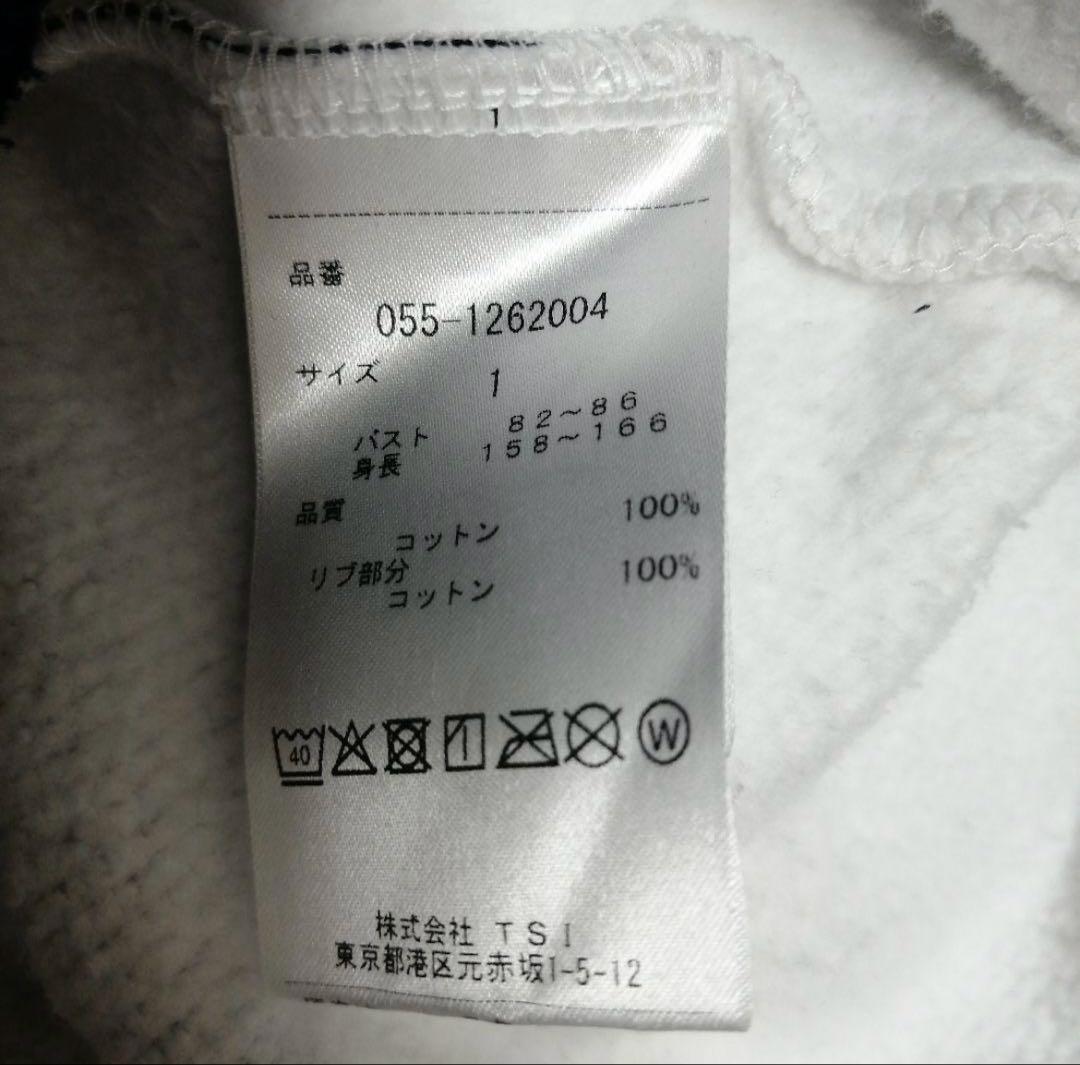 1
品番
055-1262004
サイズ 1
バスト 82～86
身長 158～166
品質
コットン 100%
リブ部分
コットン 100%
40
W
株式会社 TSI
東京都港区元赤坂1-5-12